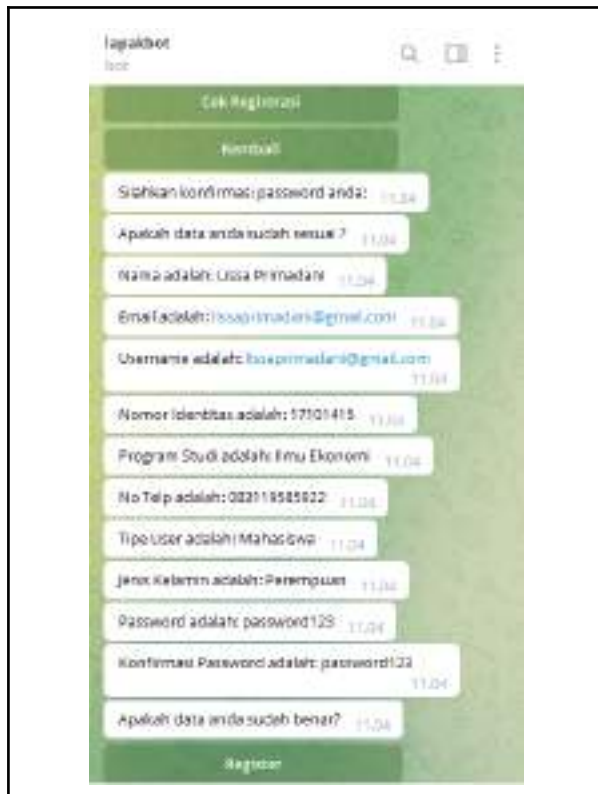 lapakbot
bot
Cek Registrasi
Kembali
Silahkan konfirmasi password anda: 11.04
Apakah data anda sudah sesuai ? 11.04
Nama adalah: Lissa Primadani 11.04
Email adalah: lissaprimadani@gmail.com 11.04
Username adalah: lissaprimadani@gmail.com
11.04
Nomor Identitas adalah: 17101415 11.04
Program Studi adalah: Ilmu Ekonomi 11.04
No Telp adalah: 083119585922 11.04
Tipe User adalah: Mahasiswa 11.04
Jenis Kelamin adalah: Perempuan 11.04
Password adalah: password123 11.04
Konfirmasi Password adalah: password123
11.04
Apakah data anda sudah benar? 11.04
Register